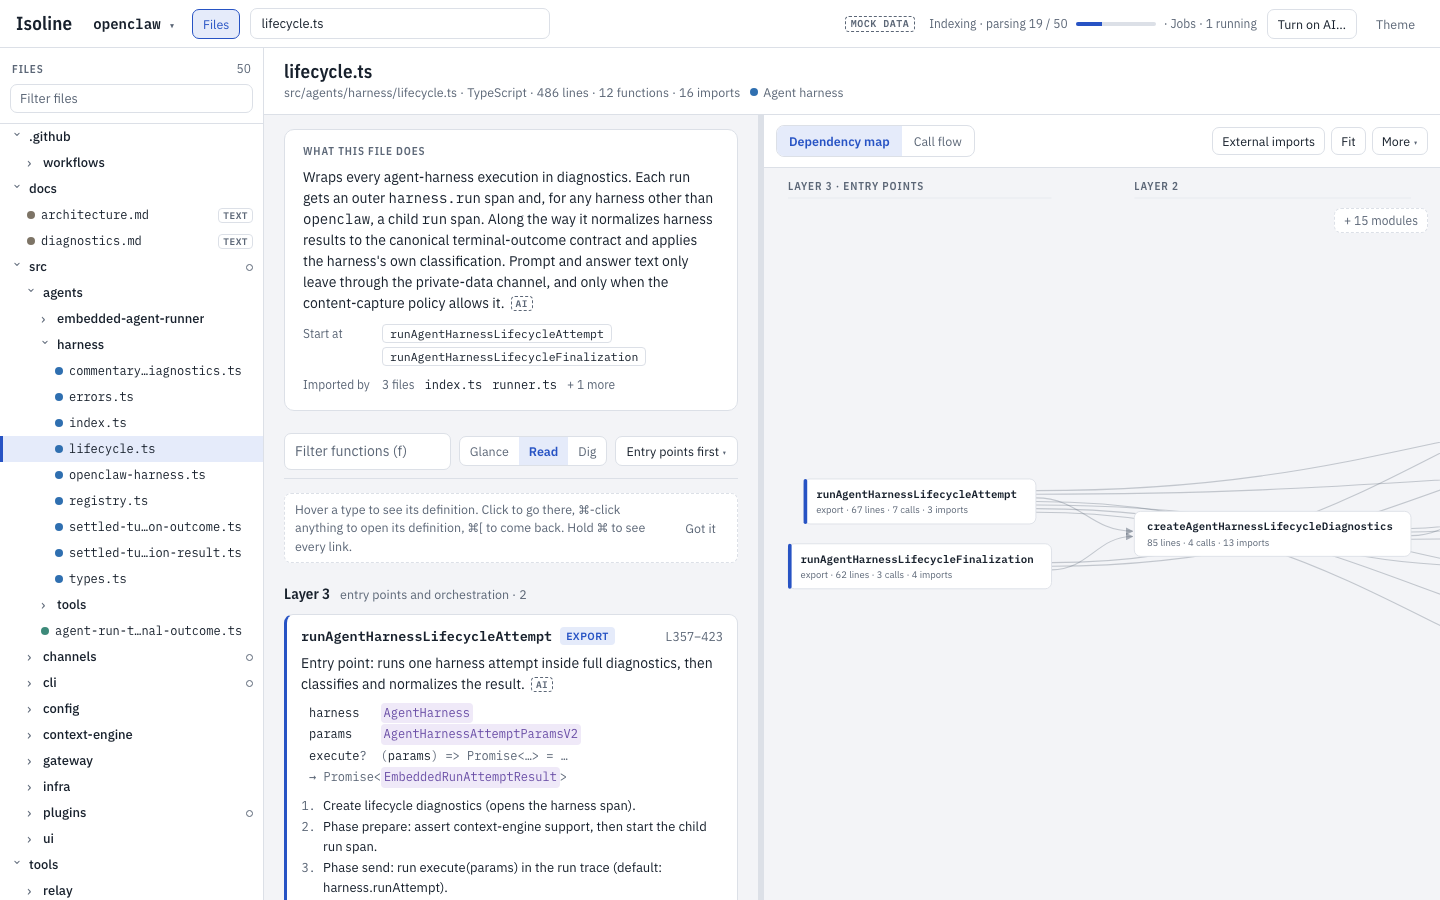 Isoline openclaw ▾ Files lifecycle.ts MOCK DATA Indexing · parsing 19 / 50 · Jobs · 1 running Turn on AI... Theme
FILES 50
Filter files
.github
workflows
docs
architecture.md TEXT
diagnostics.md TEXT
src
agents
embedded-agent-runner
harness
commentary…iagnostics.ts
errors.ts
index.ts
lifecycle.ts
openclaw-harness.ts
registry.ts
settled-tu…on-outcome.ts
settled-tu…ion-result.ts
types.ts
tools
agent-run-t…nal-outcome.ts
channels
cli
config
context-engine
gateway
infra
plugins
ui
tools
relay
lifecycle.ts
src/agents/harness/lifecycle.ts · TypeScript · 486 lines · 12 functions · 16 imports Agent harness
WHAT THIS FILE DOES
Wraps every agent-harness execution in diagnostics. Each run
gets an outer harness.run span and, for any harness other than
openclaw, a child run span. Along the way it normalizes harness
results to the canonical terminal-outcome contract and applies
the harness's own classification. Prompt and answer text only
leave through the private-data channel, and only when the
content-capture policy allows it. AI
Start at runAgentHarnessLifecycleAttempt
runAgentHarnessLifecycleFinalization
Imported by 3 files index.ts runner.ts + 1 more
Filter functions (f) Glance Read Dig Entry points first ▾
Hover a type to see its definition. Click to go there, ⌘-click
anything to open its definition, ⌘[ to come back. Hold ⌘ to see
every link.
Got it
Layer 3 entry points and orchestration · 2
runAgentHarnessLifecycleAttempt EXPORT L357–423
Entry point: runs one harness attempt inside full diagnostics, then
classifies and normalizes the result. AI
harness AgentHarness
params AgentHarnessAttemptParamsV2
execute? (params) => Promise<…> = …
→ Promise<EmbeddedRunAttemptResult>
1. Create lifecycle diagnostics (opens the harness span).
2. Phase prepare: assert context-engine support, then start the child
run span.
3. Phase send: run execute(params) in the run trace (default:
harness.runAttempt).
Dependency map Call flow External imports Fit More ▾
LAYER 3 · ENTRY POINTS LAYER 2
+ 15 modules
runAgentHarnessLifecycleAttempt
export · 67 lines · 7 calls · 3 imports
createAgentHarnessLifecycleDiagnostics
85 lines · 4 calls · 13 imports
runAgentHarnessLifecycleFinalization
export · 62 lines · 3 calls · 4 imports